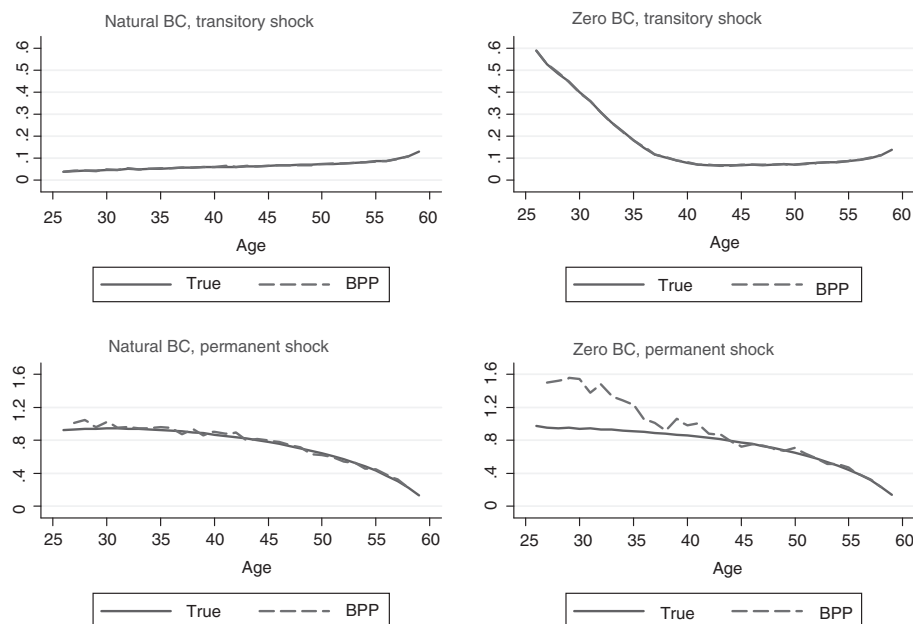 Natural BC, transitory shock
.6
.5
.4
.3
.2
.1
0
25 30 35 40 45 50 55 60
Age
True BPP
Zero BC, transitory shock
.6
.5
.4
.3
.2
.1
0
25 30 35 40 45 50 55 60
Age
True BPP
Natural BC, permanent shock
1.6
1.2
.8
.4
0
25 30 35 40 45 50 55 60
Age
True BPP
Zero BC, permanent shock
1.6
1.2
.8
.4
0
25 30 35 40 45 50 55 60
Age
True BPP